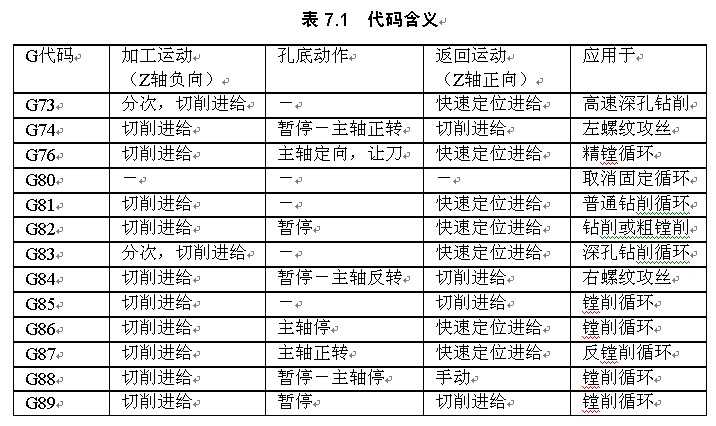 表 7.1 代码含义
G代码 加工运动 孔底动作 返回运动 应用于
（Z轴负向） （Z轴正向）
G73 分次，切削进给 － 快速定位进给 高速深孔钻削
G74 切削进给 暂停－主轴正转 切削进给 左螺纹攻丝
G76 切削进给 主轴定向，让刀 快速定位进给 精镗循环
G80 － － － 取消固定循环
G81 切削进给 － 快速定位进给 普通钻削循环
G82 切削进给 暂停 快速定位进给 钻削或粗镗削
G83 分次，切削进给 － 快速定位进给 深孔钻削循环
G84 切削进给 暂停－主轴反转 切削进给 右螺纹攻丝
G85 切削进给 － 切削进给 镗削循环
G86 切削进给 主轴停 快速定位进给 镗削循环
G87 切削进给 主轴正转 快速定位进给 反镗削循环
G88 切削进给 暂停－主轴停 手动 镗削循环
G89 切削进给 暂停 切削进给 镗削循环